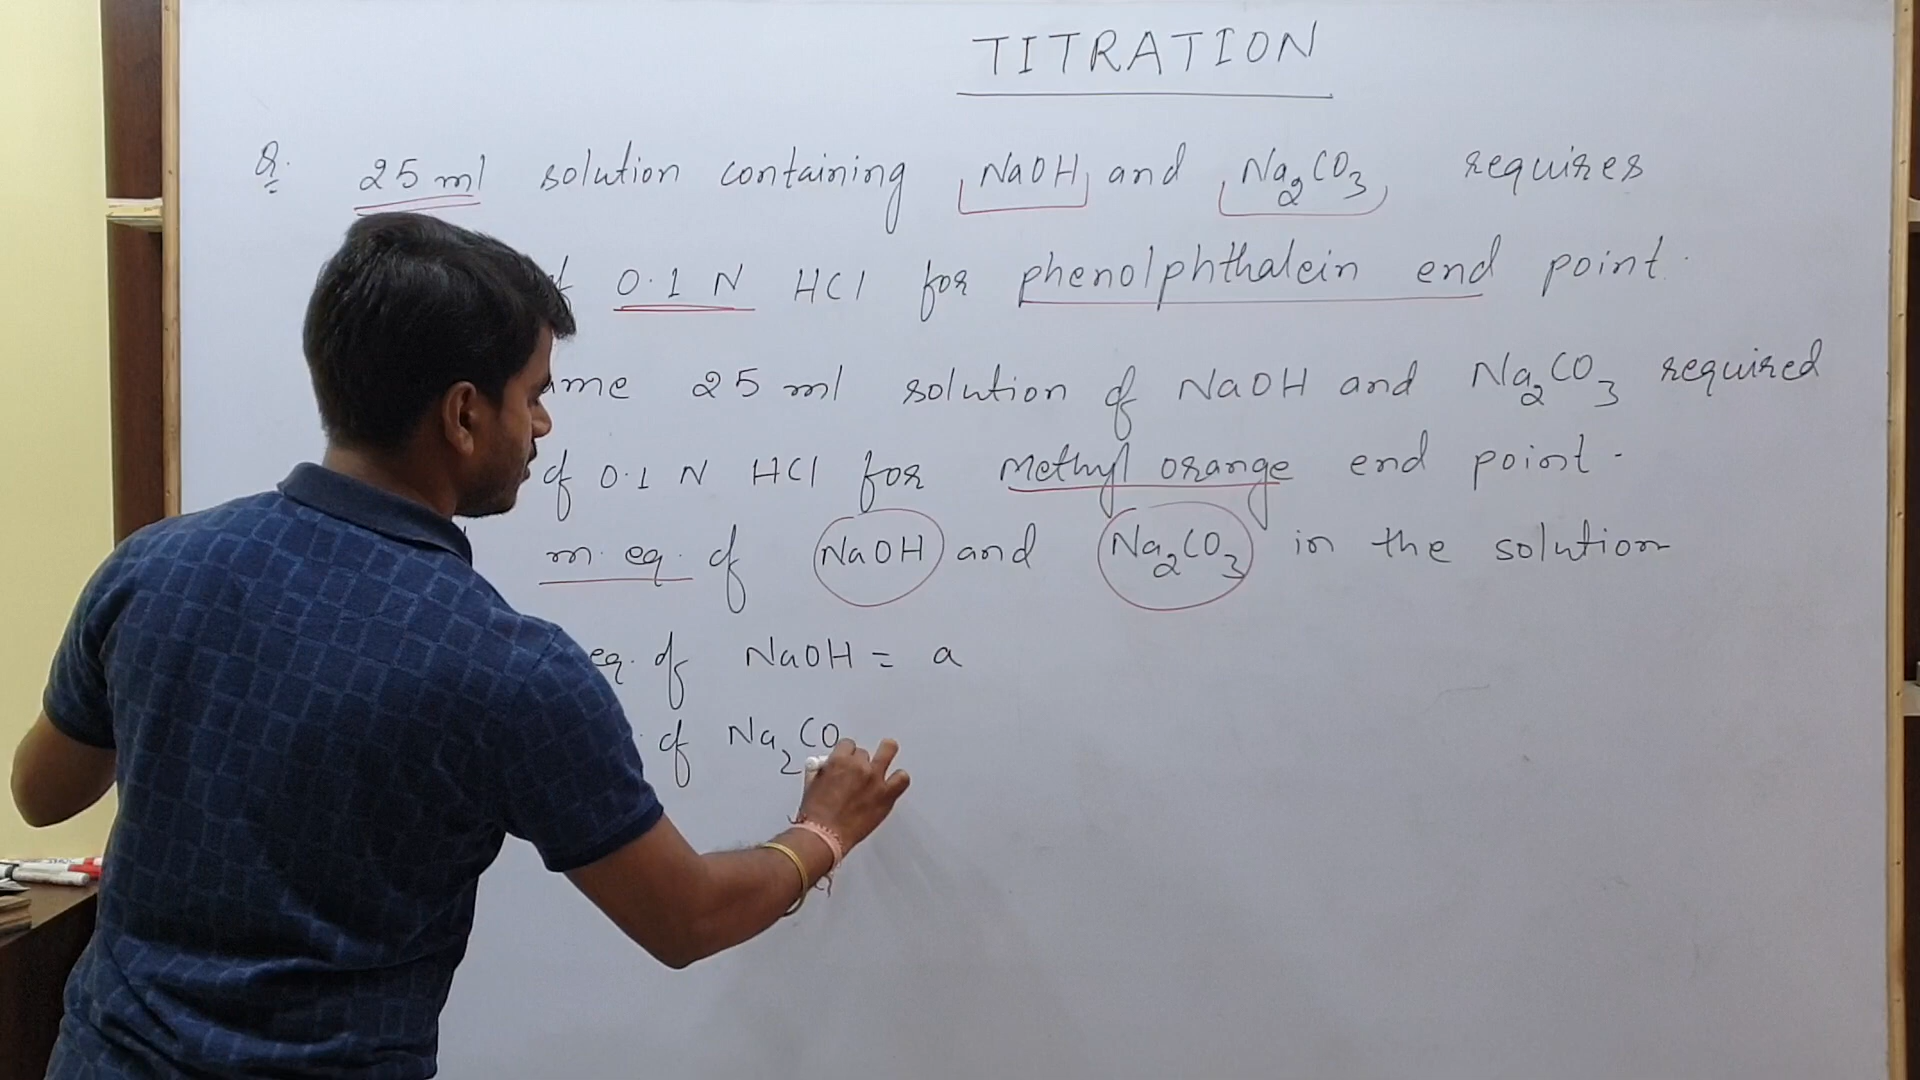 TITRATION
Q. 25 ml solution containing NaOH and Na2CO3 requires
0.1 N HCl for phenolphthalein end point.
25 ml solution of NaOH and Na2CO3 required
of 0.1 N HCl for Methyl orange end point.
m. eq. of NaOH and Na2CO3 in the solution
eq. of NaOH = a
of Na2CO